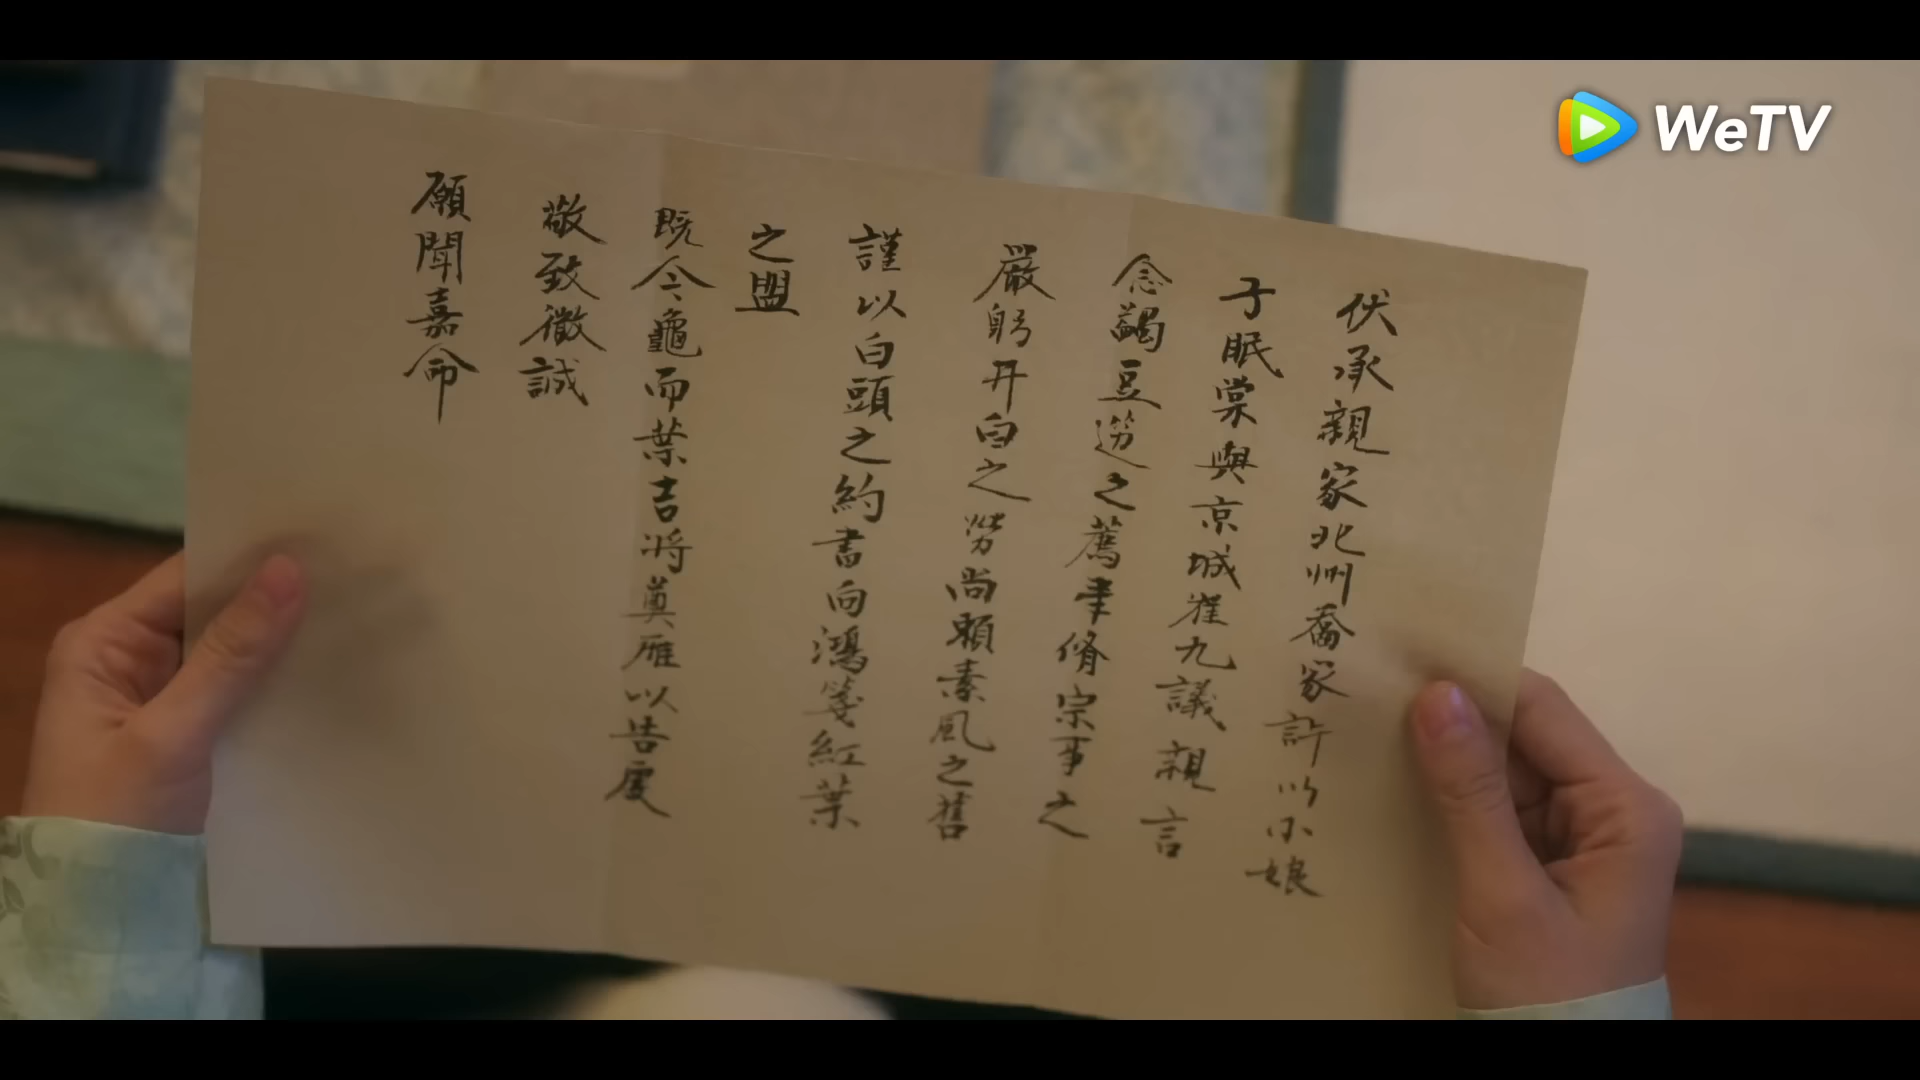 伏承親家北州喬家許以小娘
子眠棠與京城崔九議親言
念蠲豆籩之薦聿脩宗事之
嚴躬井臼之勞尚賴素風之舊
謹以白頭之約書向鴻箋紅葉
之盟
既令龜而葉吉將奠雁以告虔
敬致微誠
願聞嘉命
WeTV